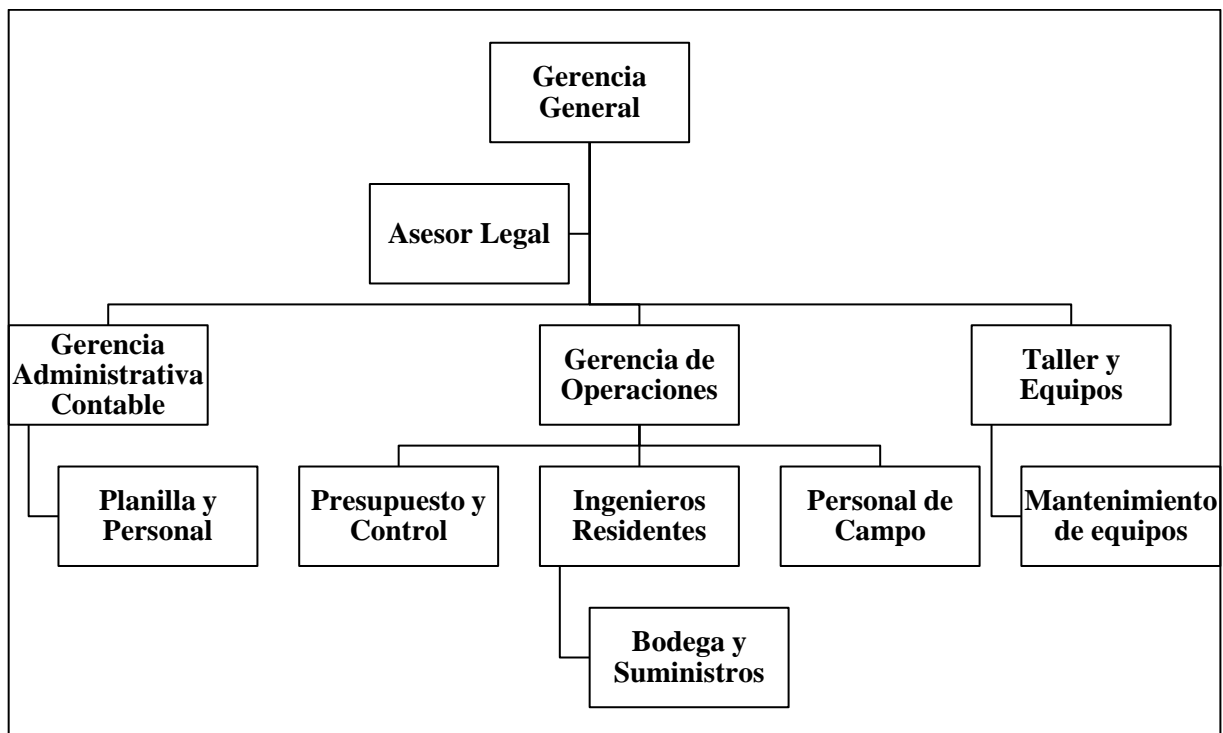 Gerencia
General
Asesor Legal
Gerencia
Administrativa
Contable
Gerencia de
Operaciones
Taller y
Equipos
Planilla y
Personal
Presupuesto y
Control
Ingenieros
Residentes
Personal de
Campo
Mantenimiento
de equipos
Bodega y
Suministros